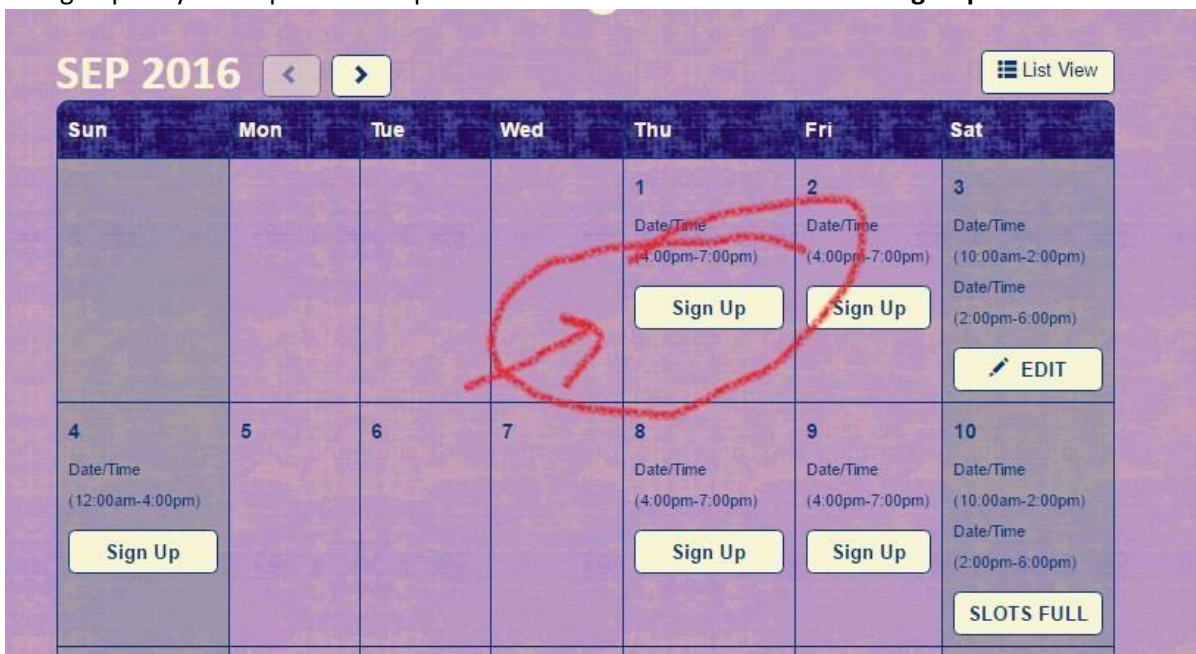 SEP 2016
List View
Sun Mon Tue Wed Thu Fri Sat
1 2 3
Date/Time Date/Time Date/Time
(4:00pm-7:00pm) (4:00pm-7:00pm) (10:00am-2:00pm)
Date/Time
Sign Up Sign Up (2:00pm-6:00pm)
EDIT
4 5 6 7 8 9 10
Date/Time Date/Time Date/Time Date/Time
(12:00am-4:00pm) (4:00pm-7:00pm) (4:00pm-7:00pm) (10:00am-2:00pm)
Date/Time
Sign Up Sign Up Sign Up (2:00pm-6:00pm)
SLOTS FULL